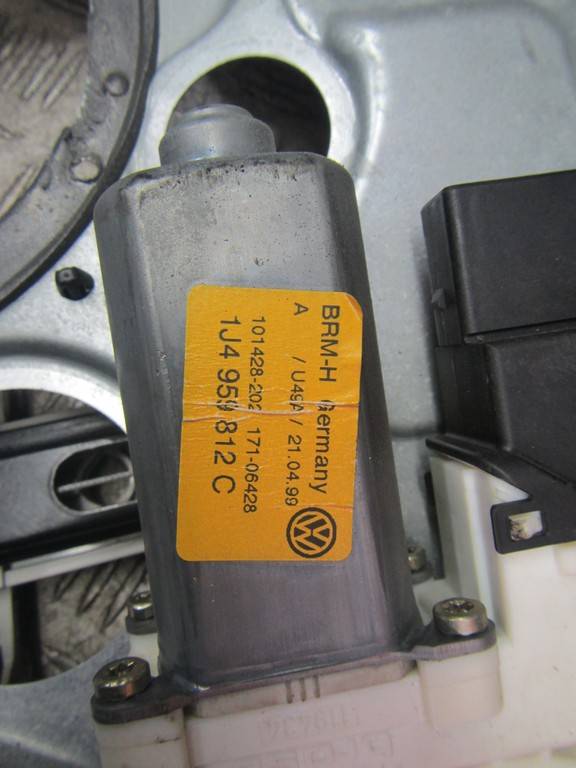 BRM-H Germany
A / U49A / 21.04.99
101428-202 171-06428
1J4 959 812 C